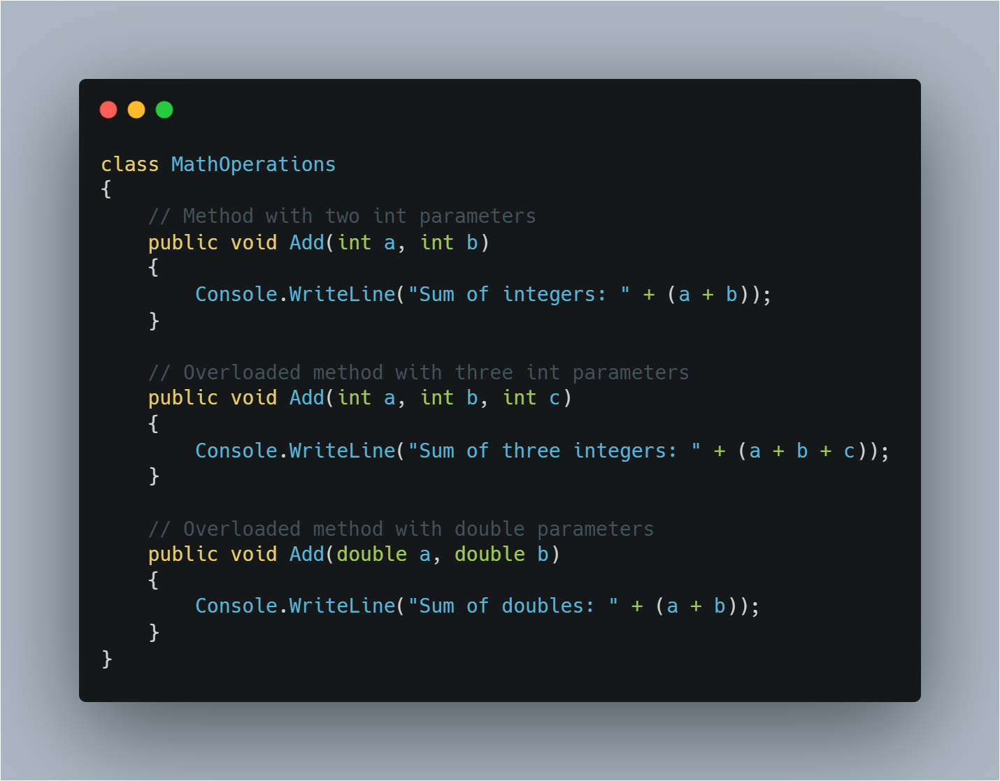 class MathOperations
{
    // Method with two int parameters
    public void Add(int a, int b)
    {
        Console.WriteLine("Sum of integers: " + (a + b));
    }

    // Overloaded method with three int parameters
    public void Add(int a, int b, int c)
    {
        Console.WriteLine("Sum of three integers: " + (a + b + c));
    }

    // Overloaded method with double parameters
    public void Add(double a, double b)
    {
        Console.WriteLine("Sum of doubles: " + (a + b));
    }
}